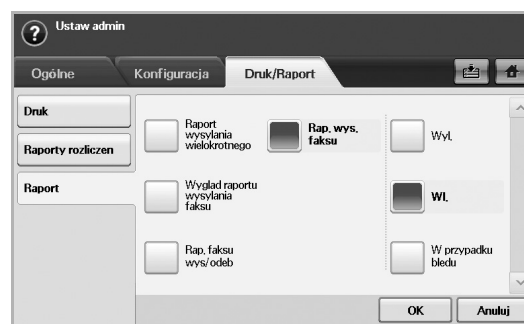 Ustaw admin
Ogólne
Konfiguracja
Druk/Raport
Druk
Raporty rozliczen
Raport
Raport
wysylania
wielokrotnego
Rap. wys.
faksu
Wyl.
Wyglad raportu
wysylania
faksu
Wl.
Rap. faksu
wys/odeb
W przypadku
bledu
OK
Anuluj